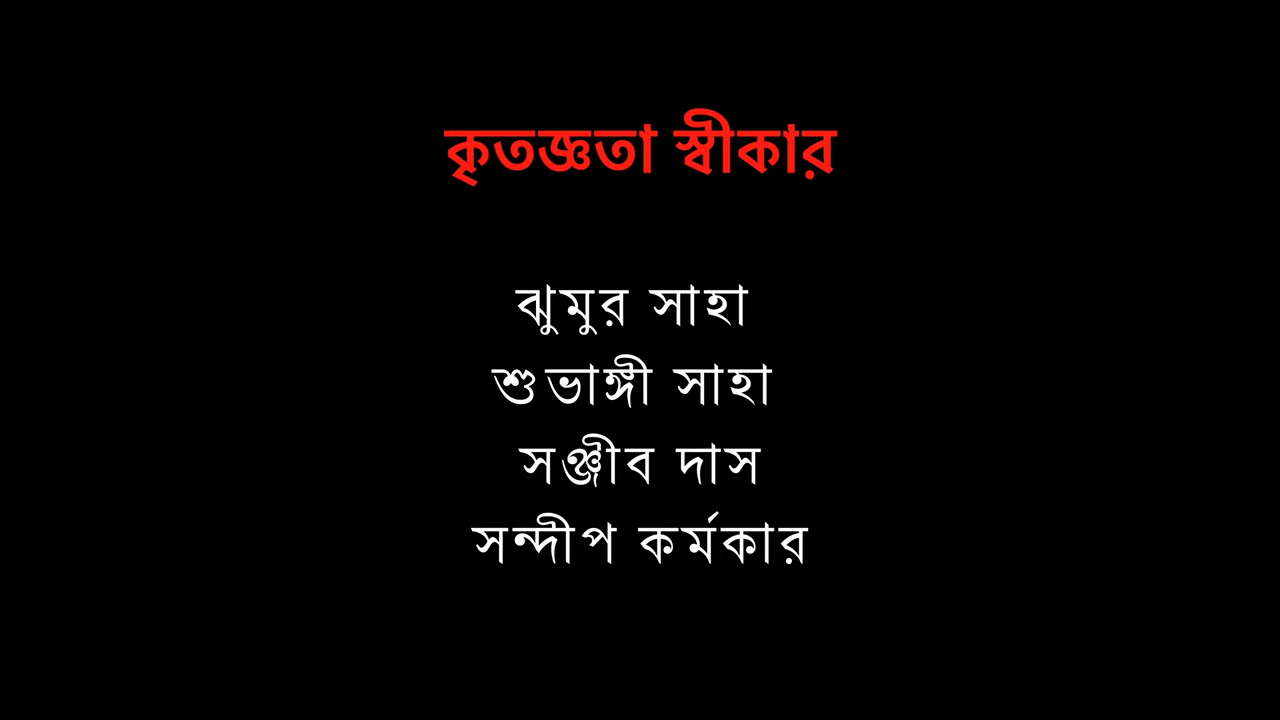 কৃতজ্ঞতা স্বীকার
ঝুমুর সাহা
শুভাঙ্গী সাহা
সঞ্জীব দাস
সন্দীপ কর্মকার